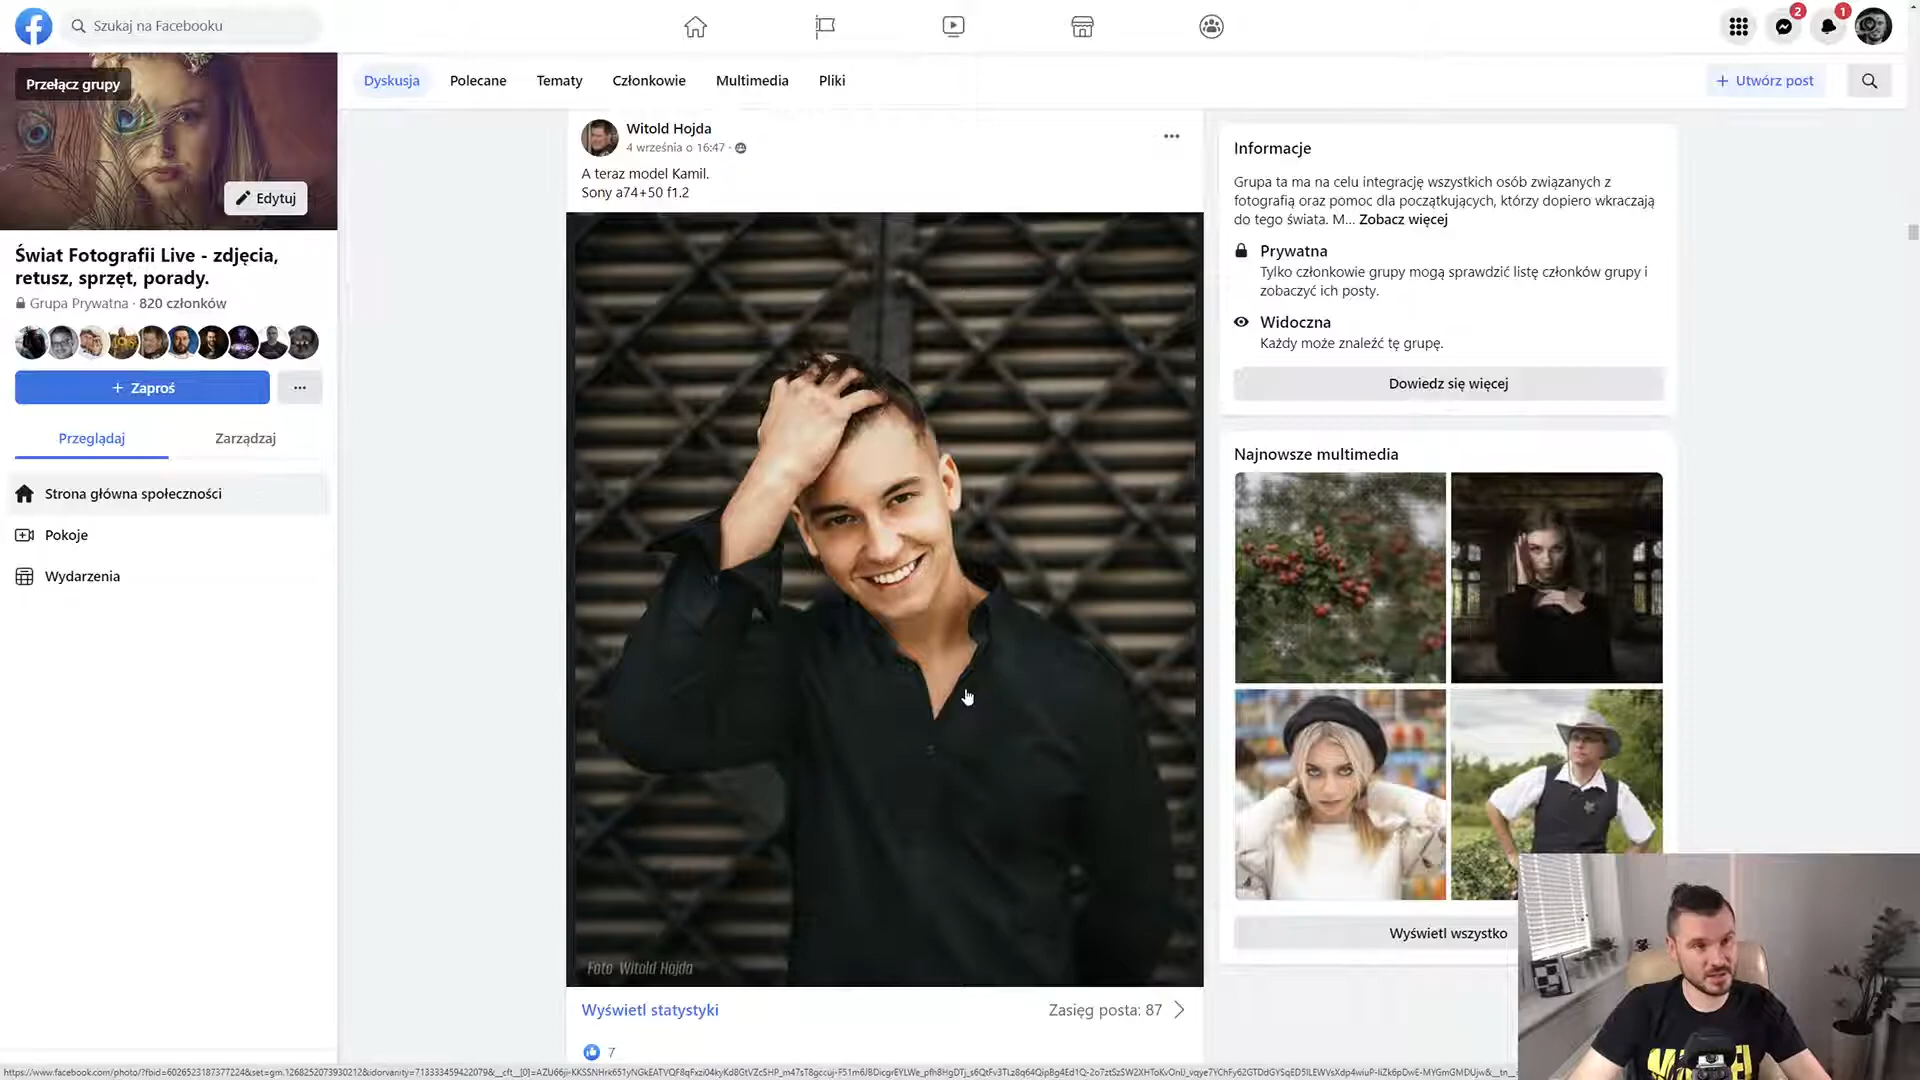 Szukaj na Facebooku
2
1
Przełącz grupy
Edytuj
Świat Fotografii Live - zdjęcia,
retusz, sprzęt, porady.
Grupa Prywatna · 820 członków
+ Zaproś
Przeglądaj
Zarządzaj
Strona główna społeczności
Pokoje
Wydarzenia
Dyskusja
Polecane
Tematy
Członkowie
Multimedia
Pliki
+ Utwórz post
Witold Hojda
4 września o 16:47 ·
A teraz model Kamil.
Sony a74+50 f1.2
Foto Witold Hojda
Wyświetl statystyki
Zasięg posta: 87
7
Informacje
Grupa ta ma na celu integrację wszystkich osób związanych z
fotografią oraz pomoc dla początkujących, którzy dopiero wkraczają
do tego świata. M... Zobacz więcej
Prywatna
Tylko członkowie grupy mogą sprawdzić listę członków grupy i
zobaczyć ich posty.
Widoczna
Każdy może znaleźć tę grupę.
Dowiedz się więcej
Najnowsze multimedia
Wyświetl wszystko